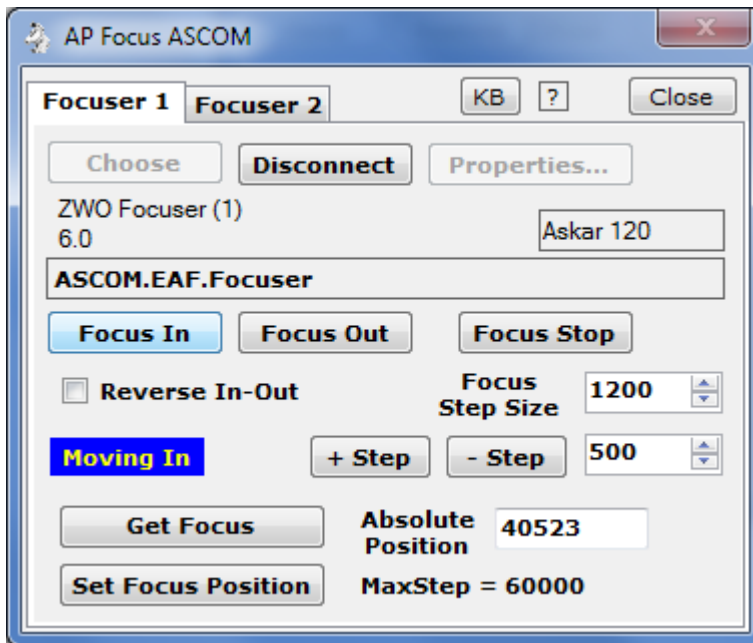 AP Focus ASCOM
Focuser 1 Focuser 2 KB ? Close
Choose Disconnect Properties...
ZWO Focuser (1)
6.0
Askar 120
ASCOM.EAF.Focuser
Focus In Focus Out Focus Stop
Reverse In-Out
Focus
Step Size
1200
Moving In + Step - Step 500
Get Focus
Absolute
Position
40523
Set Focus Position MaxStep = 60000